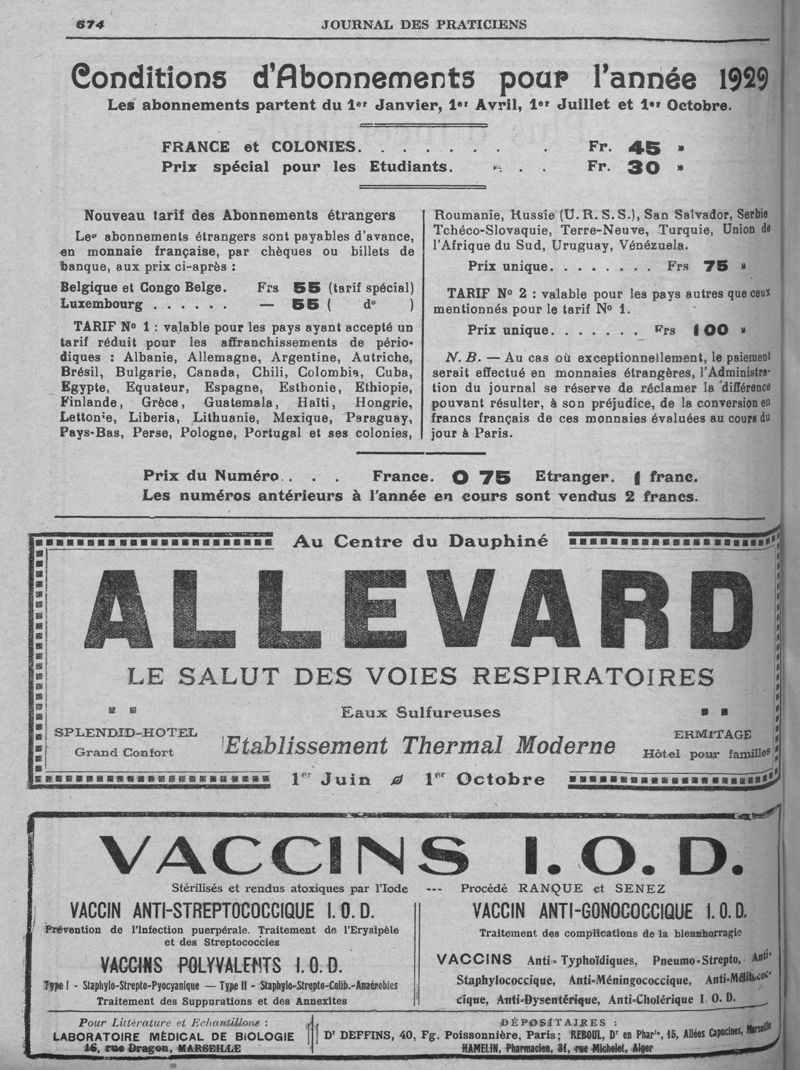 674
JOURNAL DES PRATICIENS
Conditions d'Abonnements pour l'année 1929
Les abonnements partent du 1er Janvier, 1er Avril, 1er Juillet et 1er Octobre.
FRANCE et COLONIES. . . . . . . . Fr. 45 »
Prix spécial pour les Etudiants. . . . Fr. 30 »
Nouveau tarif des Abonnements étrangers
Les abonnements étrangers sont payables d'avance,
en monnaie française, par chèques ou billets de
banque, aux prix ci-après :
Belgique et Congo Belge. Frs 55 (tarif spécial)
Luxembourg . . . . . . — 55 ( do )
TARIF No 1 : valable pour les pays ayant accepté un
tarif réduit pour les affranchissements de pério-
diques : Albanie, Allemagne, Argentine, Autriche,
Brésil, Bulgarie, Canada, Chili, Colombia, Cuba,
Egypte, Equateur, Espagne, Esthonie, Ethiopie,
Finlande, Grèce, Guatemala, Haïti, Hongrie,
Lettonie, Liberia, Lithuanie, Mexique, Paraguay,
Pays-Bas, Perse, Pologne, Portugal et ses colonies,
Roumanie, Russie (U.R.S.S.), San Salvador, Serbie
Tchéco-Slovaquie, Terre-Neuve, Turquie, Union de
l'Afrique du Sud, Uruguay, Vénézuela.
Prix unique. . . . . . . . Frs 75 »
TARIF No 2 : valable pour les pays autres que ceux
mentionnés pour le tarif No 1.
Prix unique. . . . . . . Frs 100 »
N. B. — Au cas où exceptionnellement, le paiement
serait effectué en monnaies étrangères, l'Administra-
tion du journal se réserve de réclamer la différence
pouvant résulter, à son préjudice, de la conversion en
francs français de ces monnaies évaluées au cours du
jour à Paris.
Prix du Numéro. . . . France. 0 75 Etranger. 1 franc.
Les numéros antérieurs à l'année en cours sont vendus 2 francs.
Au Centre du Dauphiné
ALLEVARD
LE SALUT DES VOIES RESPIRATOIRES
Eaux Sulfureuses
SPLENDID-HOTEL
Grand Confort
Etablissement Thermal Moderne
ERMITAGE
Hôtel pour familles
1er Juin 1er Octobre
VACCINS I.O.D.
Stérilisés et rendus atoxiques par l'Iode --- Procédé RANQUE et SENEZ
VACCIN ANTI-STREPTOCOCCIQUE I.O.D.
Prévention de l'Infection puerpérale. Traitement de l'Erysipèle
et des Streptococcies
VACCINS POLYVALENTS I.O.D.
Type I - Staphylo-Strepto-Pyocyanique — Type II - Staphylo-Strepto-Colib.-Anaérobies
Traitement des Suppurations et des Annexites
VACCIN ANTI-GONOCOCCIQUE I.O.D.
Traitement des complications de la blennhorragie
VACCINS Anti-Typhoïdiques, Pneumo-Strepto, Anti-
Staphylococcique, Anti-Méningococcique, Anti-Mélitococ-
cique, Anti-Dysentérique, Anti-Cholérique I.O.D.
Pour Littérature et Echantillons :
LABORATOIRE MÉDICAL DE BIOLOGIE
16, rue Dragon, MARSEILLE
DÉPOSITAIRES :
Dr DEFFINS, 40, Fg. Poissonnière, Paris; REBOUL, Dr en Phar⁽ⁱᵉ⁾, 15, Allées Capucines, Marseille
HAMELIN, Pharmacien, 31, rue Michelet, Alger